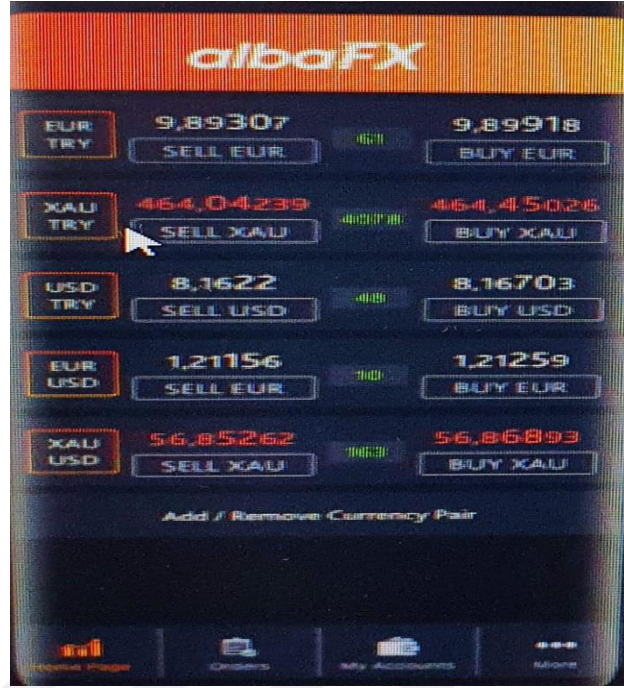 albaFX
EUR TRY 9,89307 61 9,89918
SELL EUR BUY EUR
XAU TRY 464,04239 464,45026
SELL XAU BUY XAU
USD TRY 8,1622 8,16703
SELL USD BUY USD
EUR USD 1,21156 1,21259
SELL EUR BUY EUR
XAU USD 56,85262 163 56,86893
SELL XAU BUY XAU
Add / Remove Currency Pair
Home Page Orders My Accounts More